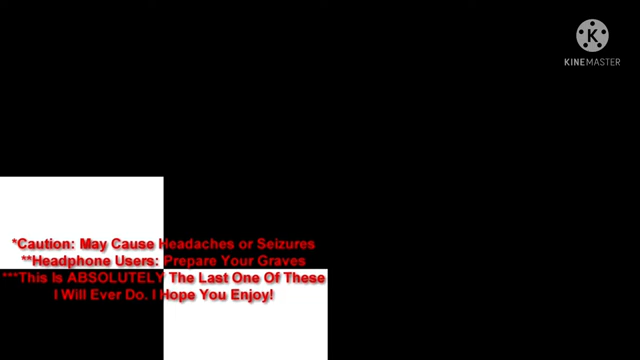 K
KINEMASTER
*Caution: May Cause Headaches or Seizures
**Headphone Users: Prepare Your Graves
***This Is ABSOLUTELY The Last One Of These
I Will Ever Do. I Hope You Enjoy!